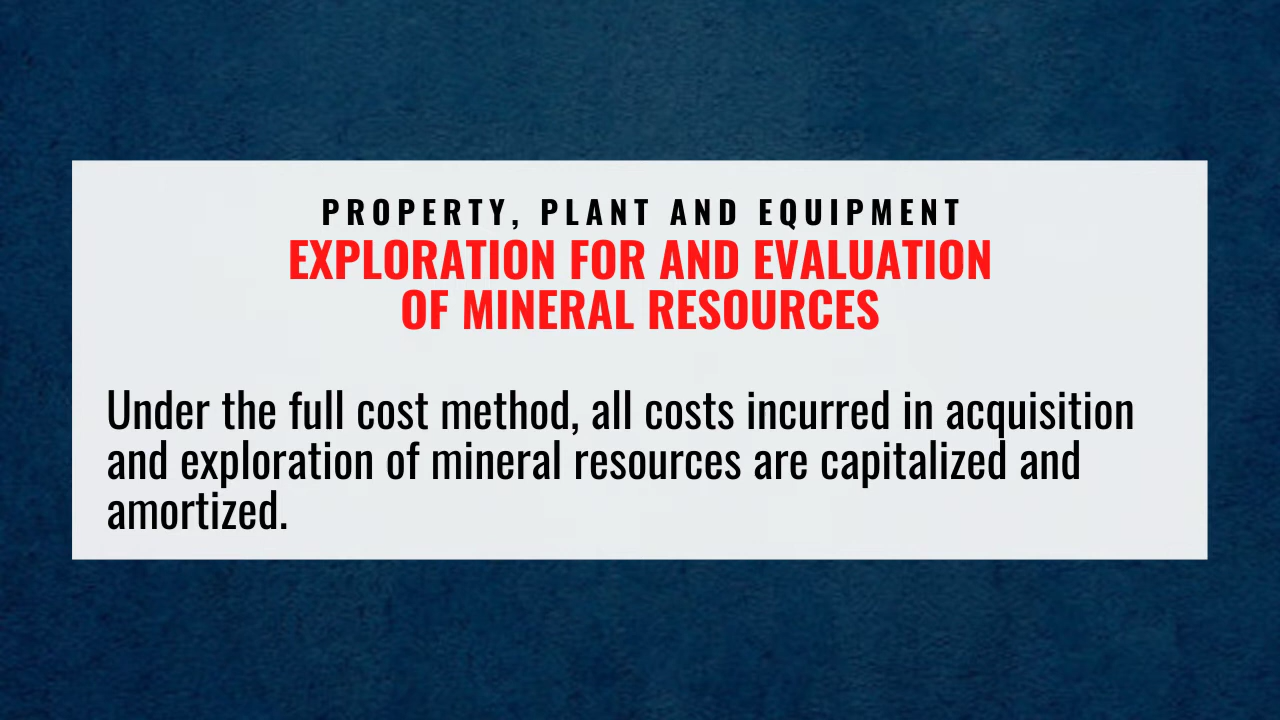 PROPERTY, PLANT AND EQUIPMENT
EXPLORATION FOR AND EVALUATION
OF MINERAL RESOURCES
Under the full cost method, all costs incurred in acquisition
and exploration of mineral resources are capitalized and
amortized.